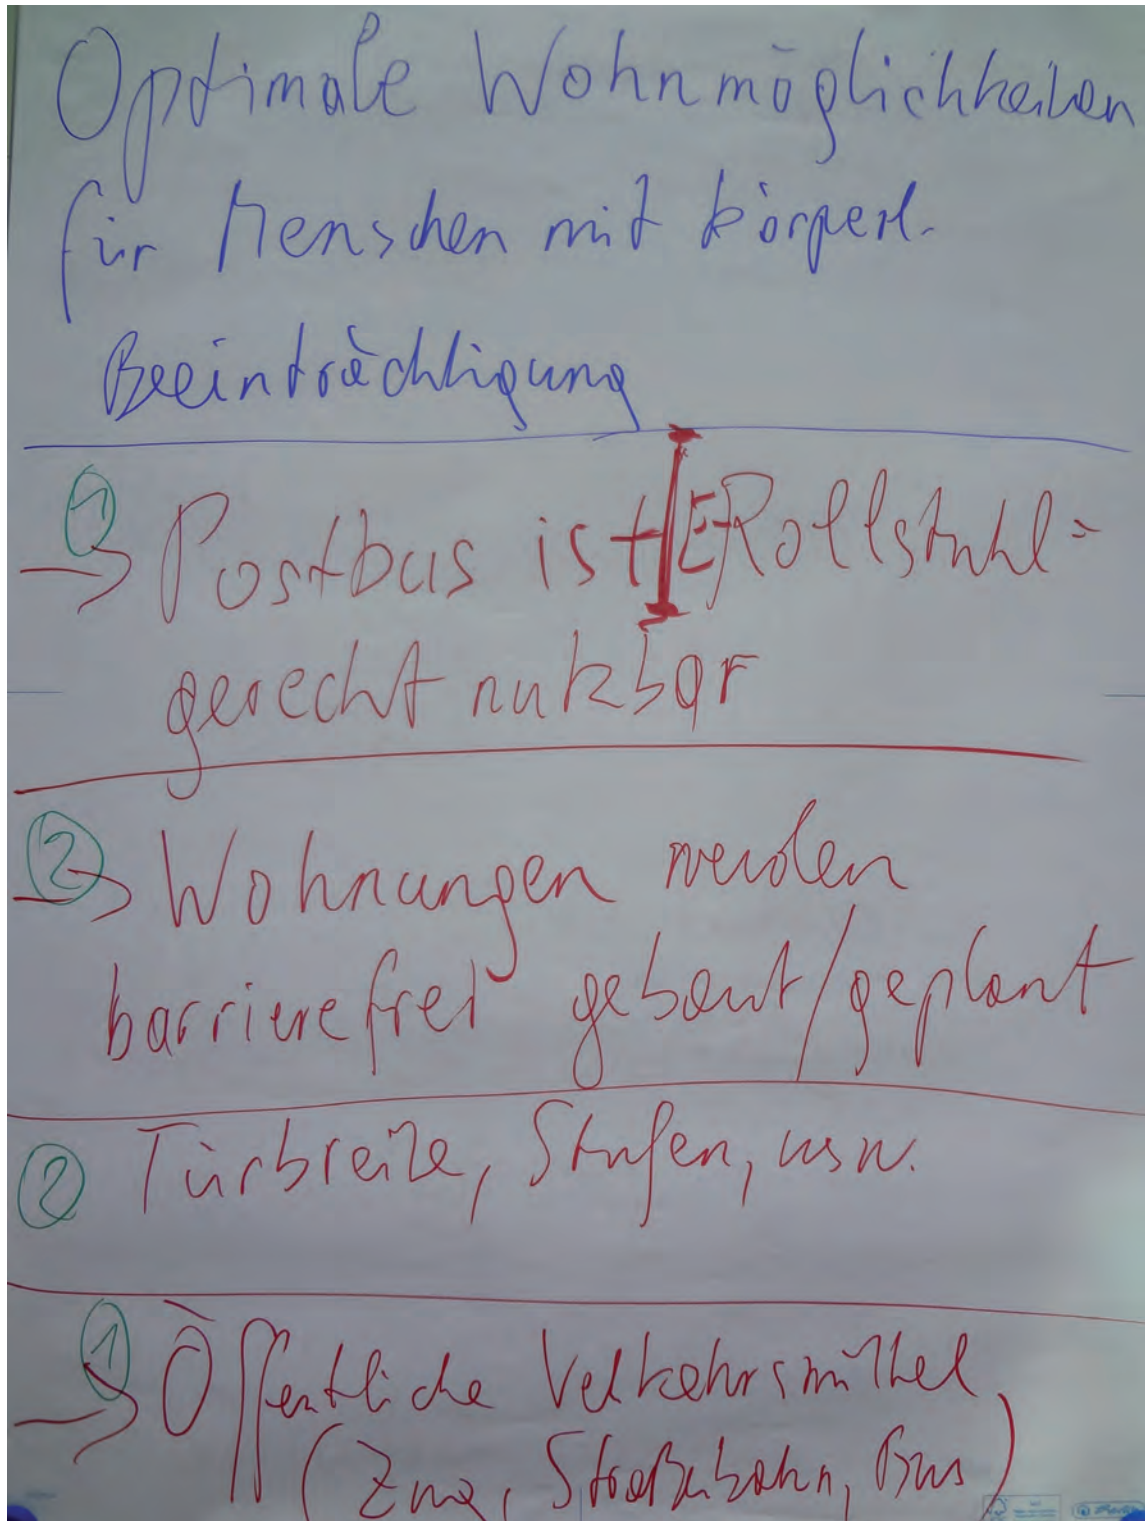 Optimale Wohnmöglichkeiten
für Menschen mit körperl.
Beeinträchtigung
① → Postbus ist E Rollstuhl=
gerecht nutzbar
② → Wohnungen werden
barrierefrei gebaut/geplant
② Türbreite, Stufen, usw.
① → Öffentliche Verkehrsmittel
(Zug, Straßenbahn, Bus)